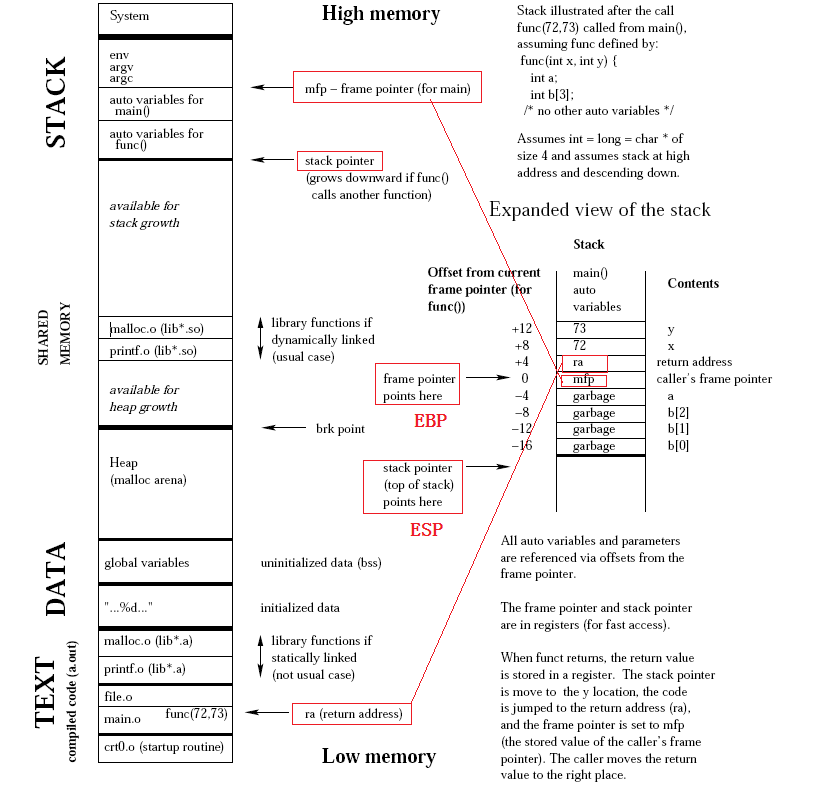 High memory
System
env
argv
argc
auto variables for
main()
auto variables for
func()
available for
stack growth
malloc.o (lib*.so)
printf.o (lib*.so)
available for
heap growth
Heap
(malloc arena)
global variables
"...%d..."
malloc.o (lib*.a)
printf.o (lib*.a)
file.o
main.o
func(72,73)
crt0.o (startup routine)
STACK
SHARED
MEMORY
DATA
TEXT
compiled code (a.out)
mfp – frame pointer (for main)
stack pointer
(grows downward if func()
calls another function)
library functions if
dynamically linked
(usual case)
frame pointer
points here
EBP
brk point
stack pointer
(top of stack)
points here
ESP
uninitialized data (bss)
initialized data
library functions if
statically linked
(not usual case)
ra (return address)
Low memory
Stack illustrated after the call
func(72,73) called from main(),
assuming func defined by:
func(int x, int y) {
int a;
int b[3];
/* no other auto variables */
Assumes int = long = char * of
size 4 and assumes stack at high
address and descending down.
Expanded view of the stack
Stack
Offset from current
frame pointer (for
func())
main()
auto
variables
Contents
+12 73 y
+8 72 x
+4 ra return address
0 mfp caller's frame pointer
−4 garbage a
−8 garbage b[2]
−12 garbage b[1]
−16 garbage b[0]
All auto variables and parameters
are referenced via offsets from the
frame pointer.
The frame pointer and stack pointer
are in registers (for fast access).
When funct returns, the return value
is stored in a register. The stack pointer
is move to the y location, the code
is jumped to the return address (ra),
and the frame pointer is set to mfp
(the stored value of the caller's frame
pointer). The caller moves the return
value to the right place.